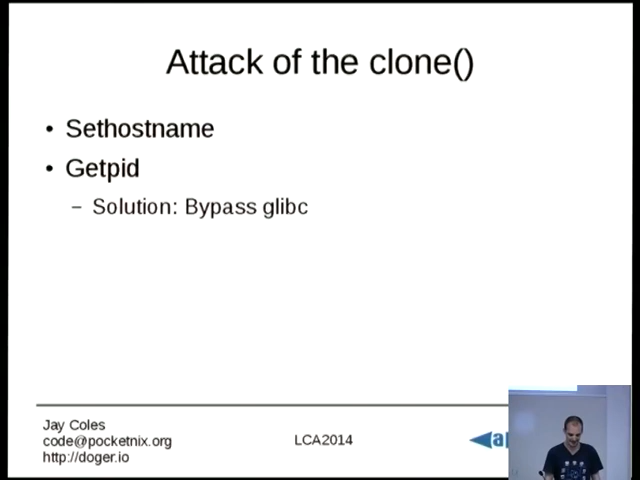 Attack of the clone()
• Sethostname
• Getpid
– Solution: Bypass glibc
Jay Coles
code@pocketnix.org
http://doger.io
LCA2014